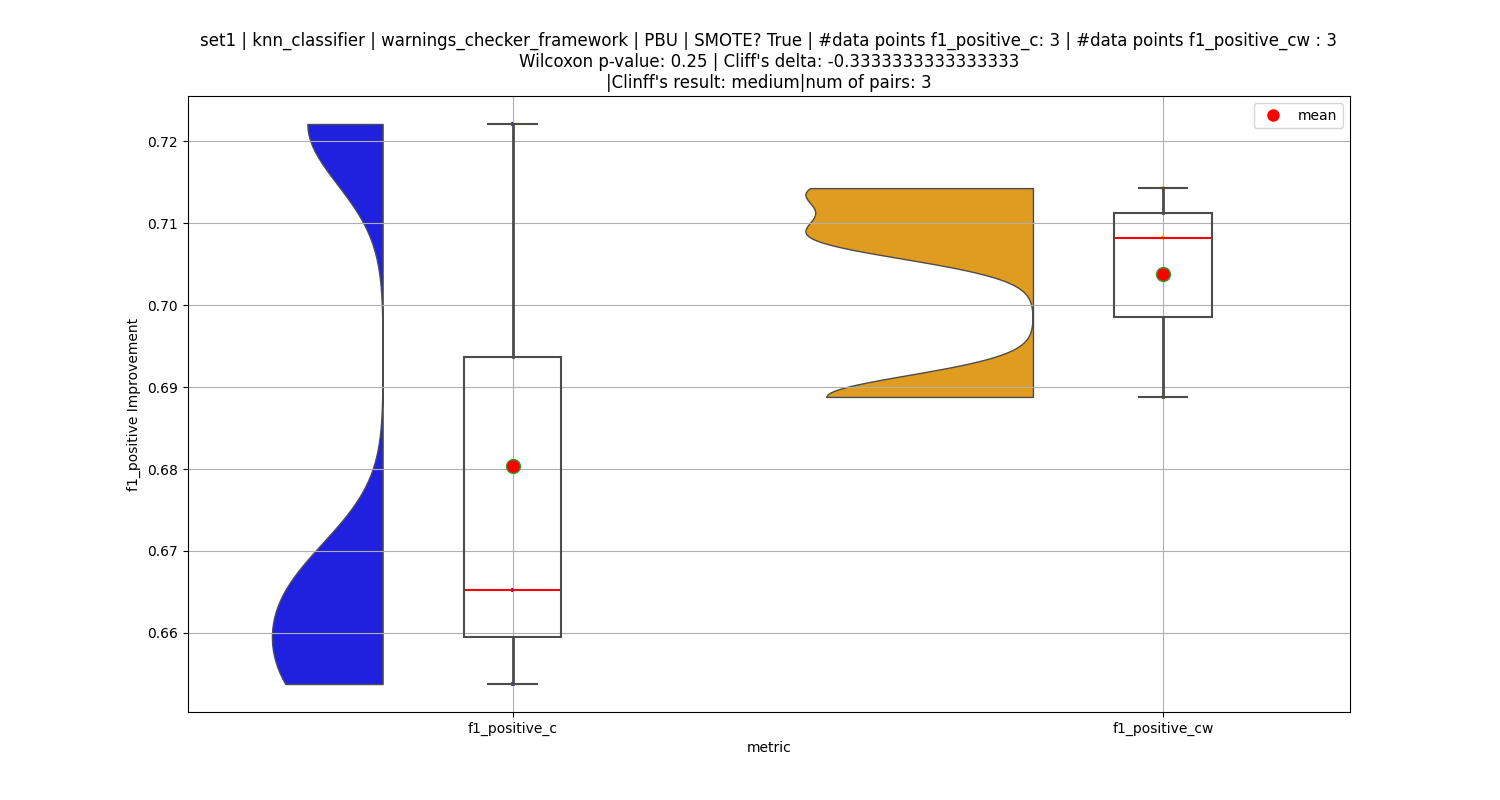 set1 | knn_classifier | warnings_checker_framework | PBU | SMOTE? True | #data points f1_positive_c: 3 | #data points f1_positive_cw : 3
Wilcoxon p-value: 0.25 | Cliff's delta: -0.3333333333333333
|Clinff's result: medium|num of pairs: 3
mean
0.72
0.71
0.70
0.69
0.68
0.67
0.66
f1_positive Improvement
f1_positive_c
f1_positive_cw
metric